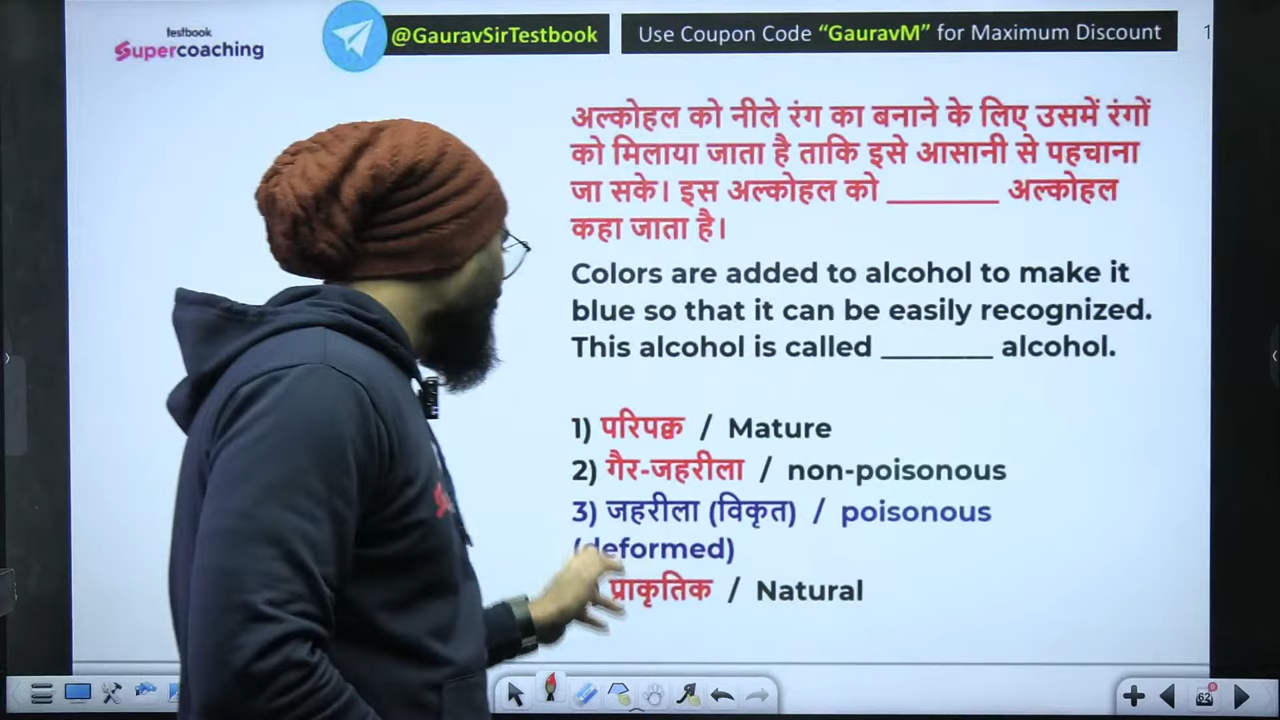 testbook
Supercoaching
@GauravSirTestbook
Use Coupon Code “GauravM” for Maximum Discount
1
अल्कोहल को नीले रंग का बनाने के लिए उसमें रंगों
को मिलाया जाता है ताकि इसे आसानी से पहचाना
जा सके। इस अल्कोहल को ________ अल्कोहल
कहा जाता है।
Colors are added to alcohol to make it
blue so that it can be easily recognized.
This alcohol is called ________ alcohol.
1) परिपक्व / Mature
2) गैर-जहरीला / non-poisonous
3) जहरीला (विकृत) / poisonous
(deformed)
प्राकृतिक / Natural
62